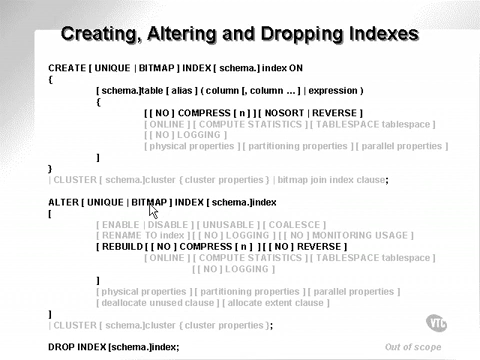 Creating, Altering and Dropping Indexes
CREATE [ UNIQUE | BITMAP ] INDEX [ schema.] index ON
{
[ schema.]table [ alias ] ( column [, column ... ] | expression )
{
[ [ NO ] COMPRESS [ n ] ] [ NOSORT | REVERSE ]
[ ONLINE ] [ COMPUTE STATISTICS ] [ TABLESPACE tablespace ]
[ [ NO ] LOGGING ]
[ physical properties ] [ partitioning properties ] [ parallel properties ]
]
}
| CLUSTER [ schema.]cluster { cluster properties } | bitmap join index clause;
ALTER [ UNIQUE | BITMAP ] INDEX [ schema.]index
[
[ ENABLE | DISABLE ] [ UNUSABLE ] [ COALESCE ]
[ RENAME TO index ] [ [ NO ] LOGGING ] [ [ NO ] MONITORING USAGE ]
[ REBUILD [ [ NO ] COMPRESS [ n ] ] [ [ NO ] REVERSE ]
[ ONLINE ] [ COMPUTE STATISTICS ] [ TABLESPACE tablespace ]
[ [ NO ] LOGGING ]
]
[ physical properties ] [ partitioning properties ] [ parallel properties ]
[ deallocate unused clause ] [ allocate extent clause ]
]
| CLUSTER [ schema.]cluster { cluster properties };
DROP INDEX [schema.]index;
Out of scope
VTC